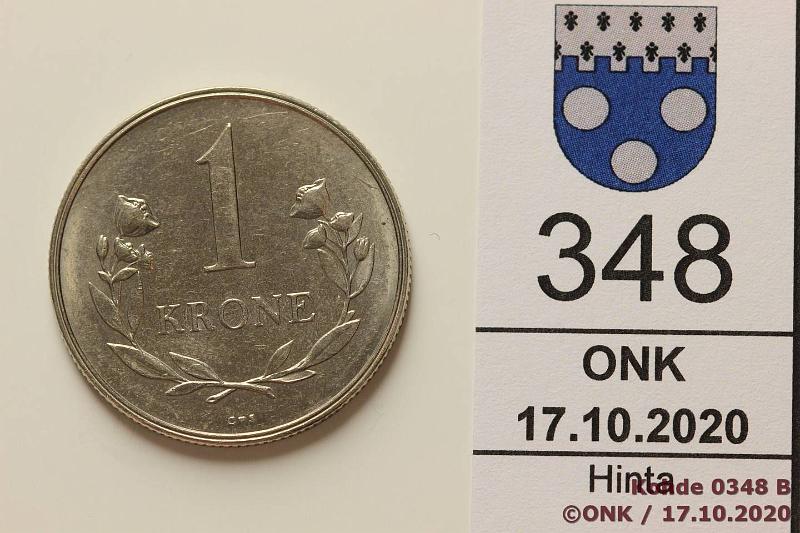 1
KRONE
348
ONK
17.10.2020
Hinta
Kohde 0348 B
©ONK / 17.10.2020